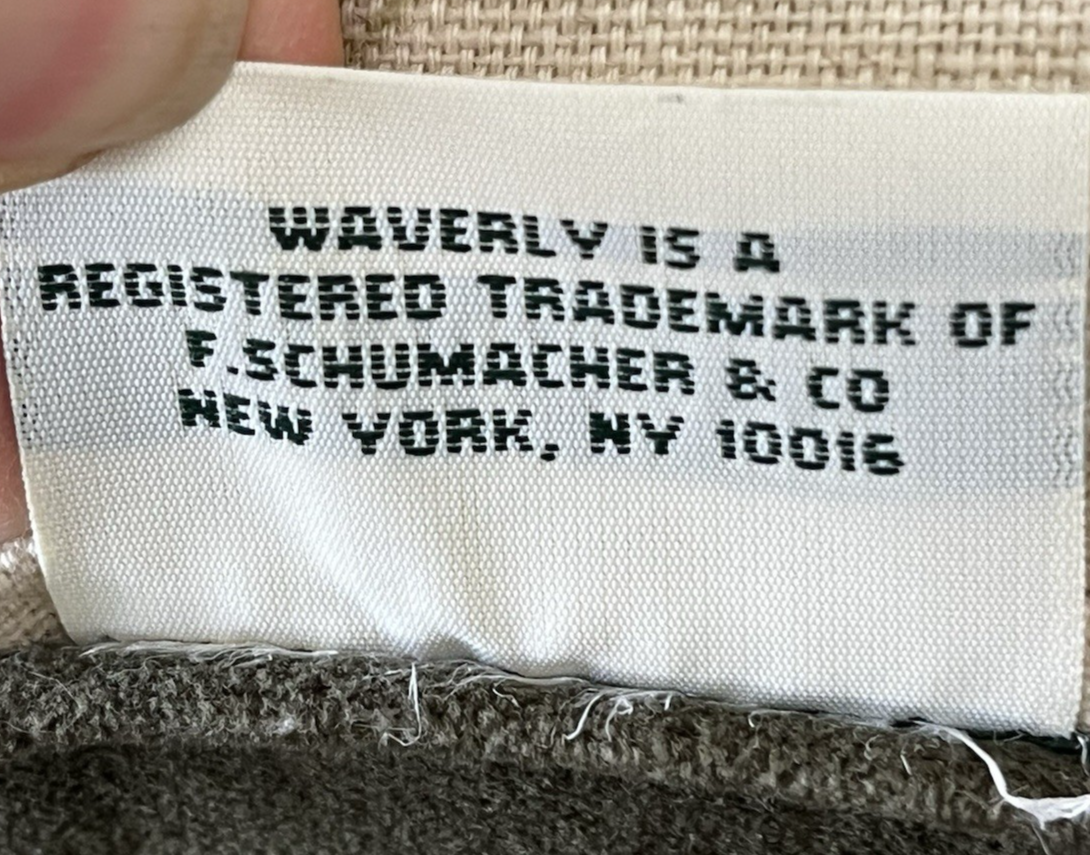 WAVERLY IS A
REGISTERED TRADEMARK OF
F.SCHUMACHER & CO
NEW YORK, NY 10016